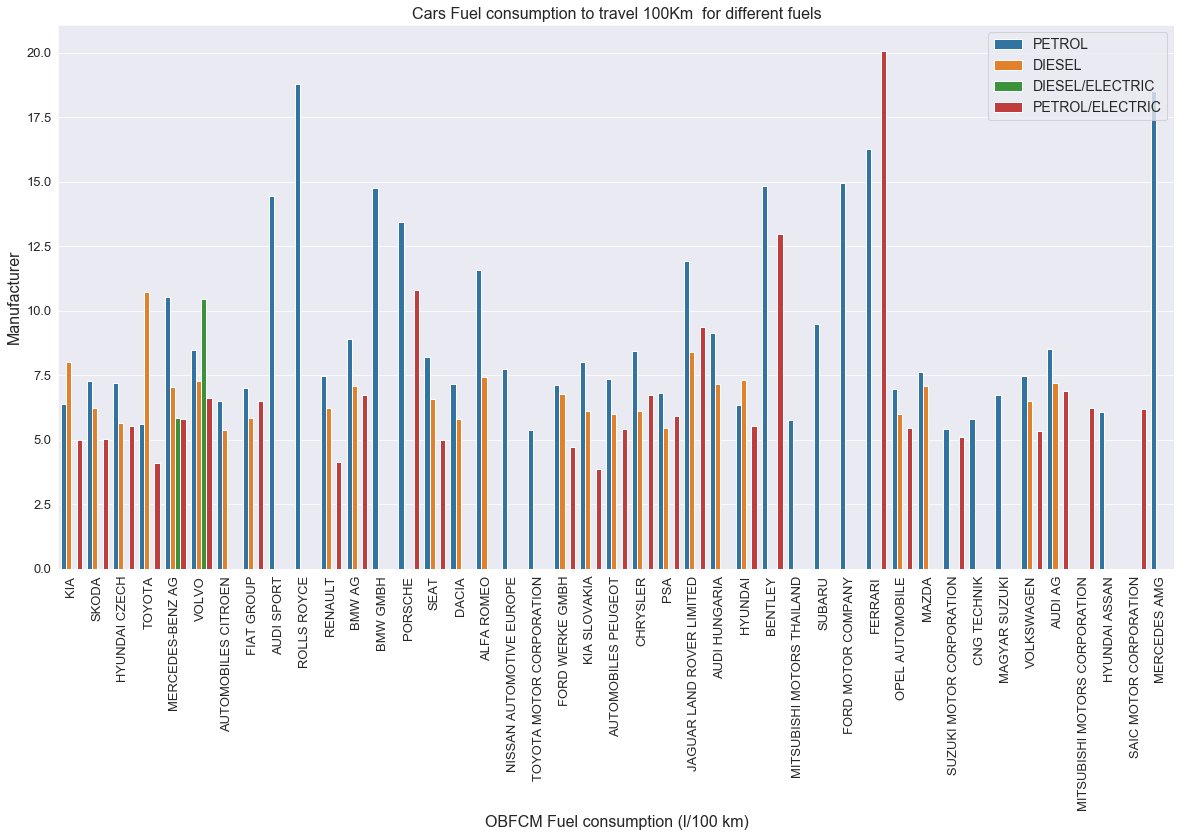 Cars Fuel consumption to travel 100Km  for different fuels
PETROL
DIESEL
DIESEL/ELECTRIC
PETROL/ELECTRIC
Manufacturer
20.0
17.5
15.0
12.5
10.0
7.5
5.0
2.5
0.0
KIA
SKODA
HYUNDAI CZECH
TOYOTA
MERCEDES-BENZ AG
VOLVO
AUTOMOBILES CITROEN
FIAT GROUP
AUDI SPORT
ROLLS ROYCE
RENAULT
BMW AG
BMW GMBH
PORSCHE
SEAT
DACIA
ALFA ROMEO
NISSAN AUTOMOTIVE EUROPE
TOYOTA MOTOR CORPORATION
FORD WERKE GMBH
KIA SLOVAKIA
AUTOMOBILES PEUGEOT
CHRYSLER
PSA
JAGUAR LAND ROVER LIMITED
AUDI HUNGARIA
HYUNDAI
BENTLEY
MITSUBISHI MOTORS THAILAND
SUBARU
FORD MOTOR COMPANY
FERRARI
OPEL AUTOMOBILE
MAZDA
SUZUKI MOTOR CORPORATION
CNG TECHNIK
MAGYAR SUZUKI
VOLKSWAGEN
AUDI AG
MITSUBISHI MOTORS CORPORATION
HYUNDAI ASSAN
SAIC MOTOR CORPORATION
MERCEDES AMG
OBFCM Fuel consumption (l/100 km)